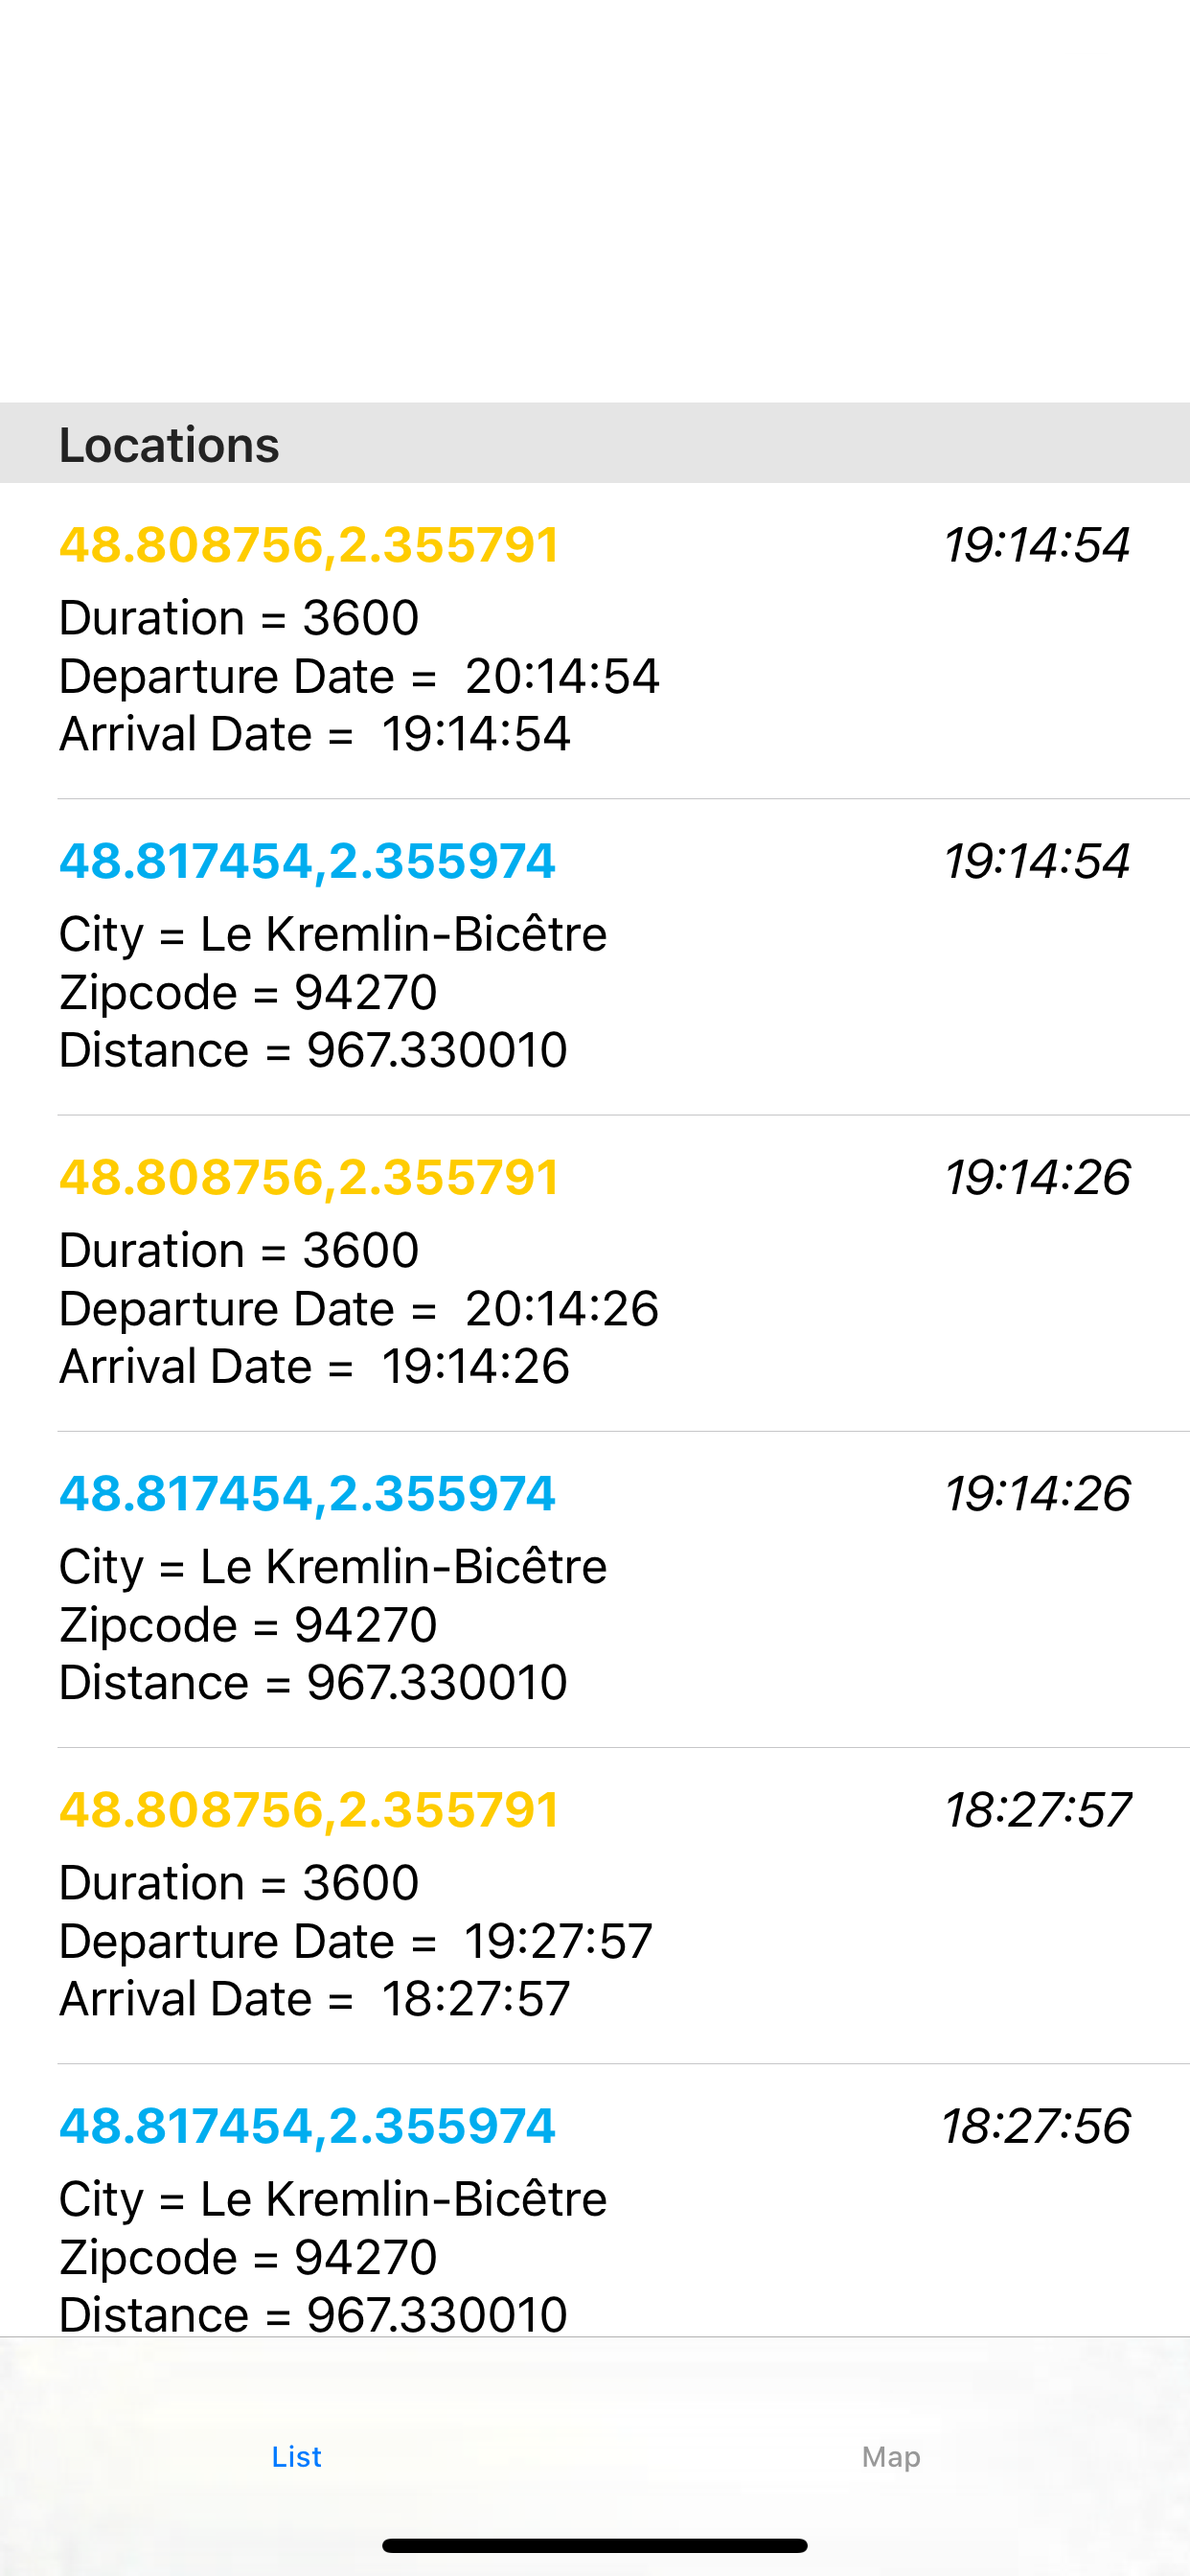 Locations
48.808756,2.355791 19:14:54
Duration = 3600
Departure Date =  20:14:54
Arrival Date =  19:14:54
48.817454,2.355974 19:14:54
City = Le Kremlin-Bicêtre
Zipcode = 94270
Distance = 967.330010
48.808756,2.355791 19:14:26
Duration = 3600
Departure Date =  20:14:26
Arrival Date =  19:14:26
48.817454,2.355974 19:14:26
City = Le Kremlin-Bicêtre
Zipcode = 94270
Distance = 967.330010
48.808756,2.355791 18:27:57
Duration = 3600
Departure Date =  19:27:57
Arrival Date =  18:27:57
48.817454,2.355974 18:27:56
City = Le Kremlin-Bicêtre
Zipcode = 94270
Distance = 967.330010
List Map